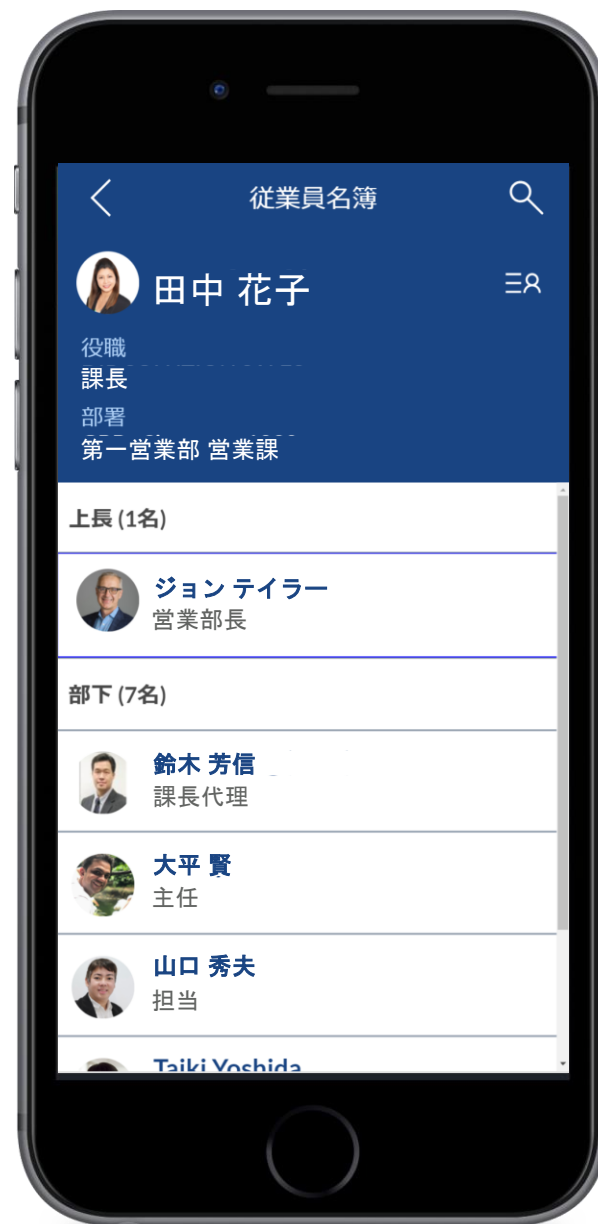 従業員名簿
田中 花子
役職
課長
部署
第一営業部 営業課
上長 (1名)
ジョン テイラー
営業部長
部下 (7名)
鈴木 芳信
課長代理
大平 賢
主任
山口 秀夫
担当
Taiki Yoshida